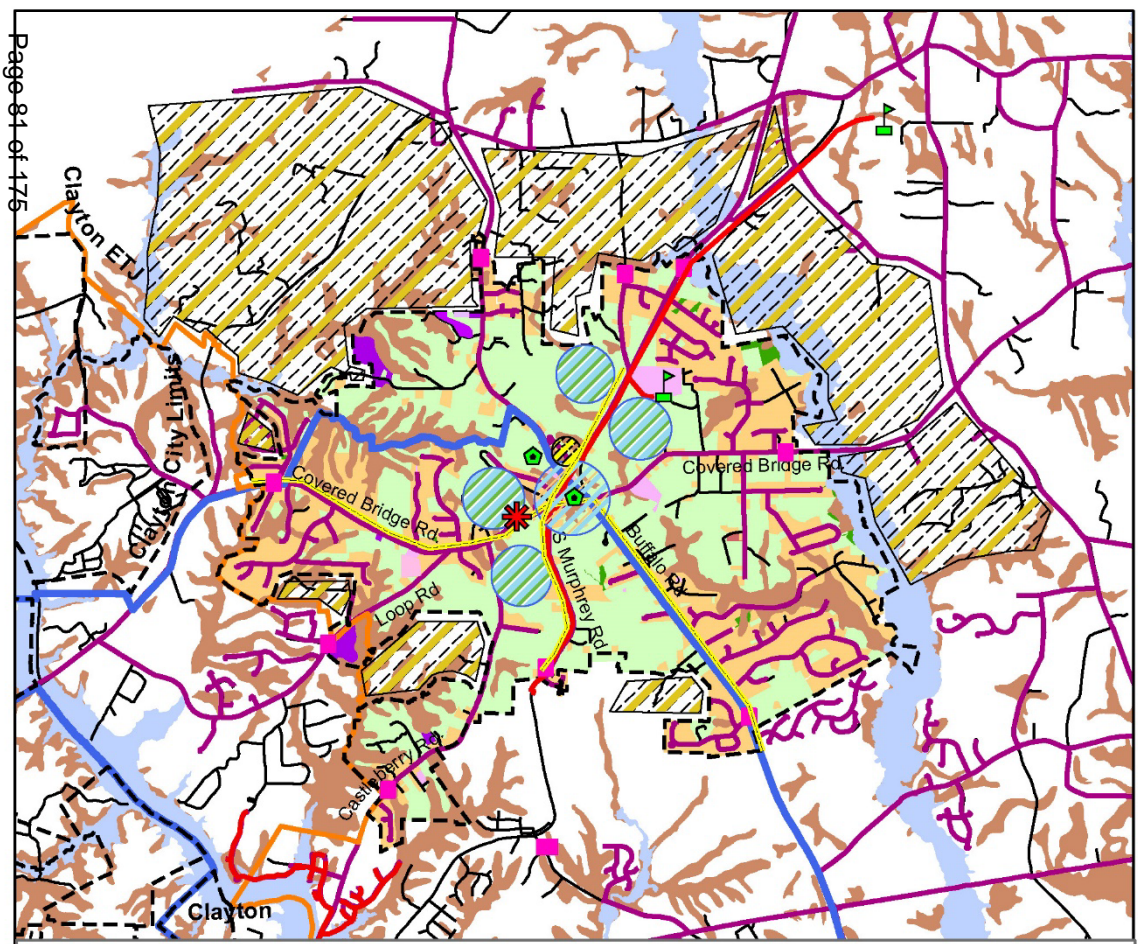 Page 81 of 175
Clayton ETJ
Clayton City Limits
Covered Bridge Rd
Covered Bridge Rd
Loop Rd
S Murphrey Rd
Buffalo Rd
Castleberry Rd
Clayton